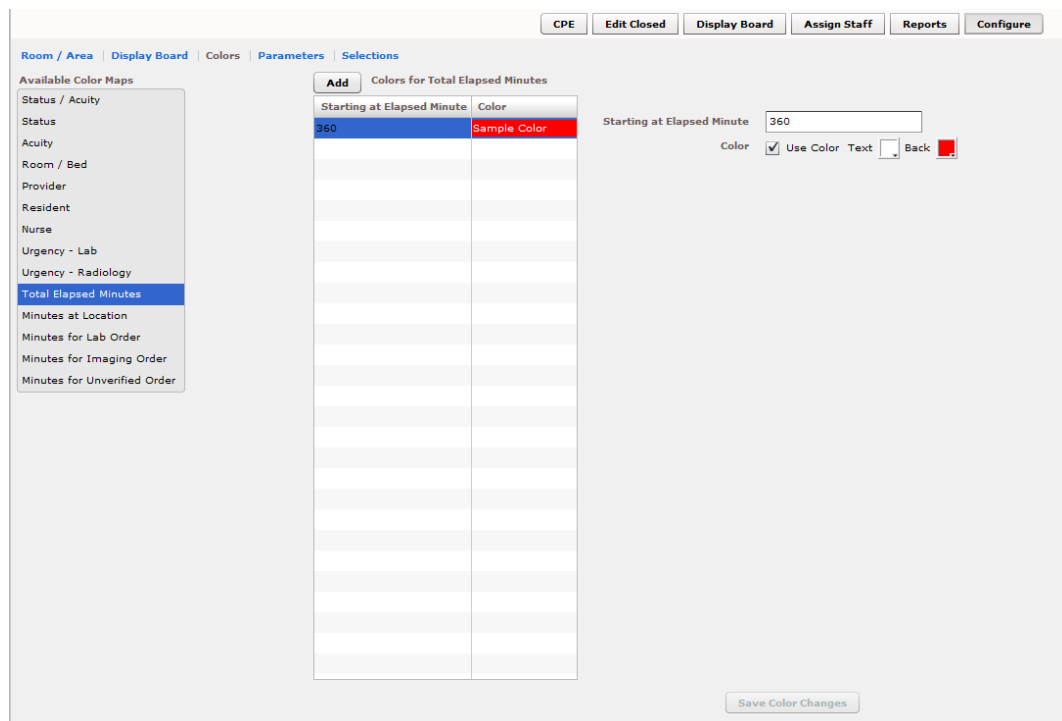 CPE Edit Closed Display Board Assign Staff Reports Configure
Room / Area Display Board Colors Parameters Selections
Available Color Maps
Status / Acuity
Status
Acuity
Room / Bed
Provider
Resident
Nurse
Urgency - Lab
Urgency - Radiology
Total Elapsed Minutes
Minutes at Location
Minutes for Lab Order
Minutes for Imaging Order
Minutes for Unverified Order
Add Colors for Total Elapsed Minutes
Starting at Elapsed Minute Color
360 Sample Color
Starting at Elapsed Minute 360
Color Use Color Text Back
Save Color Changes